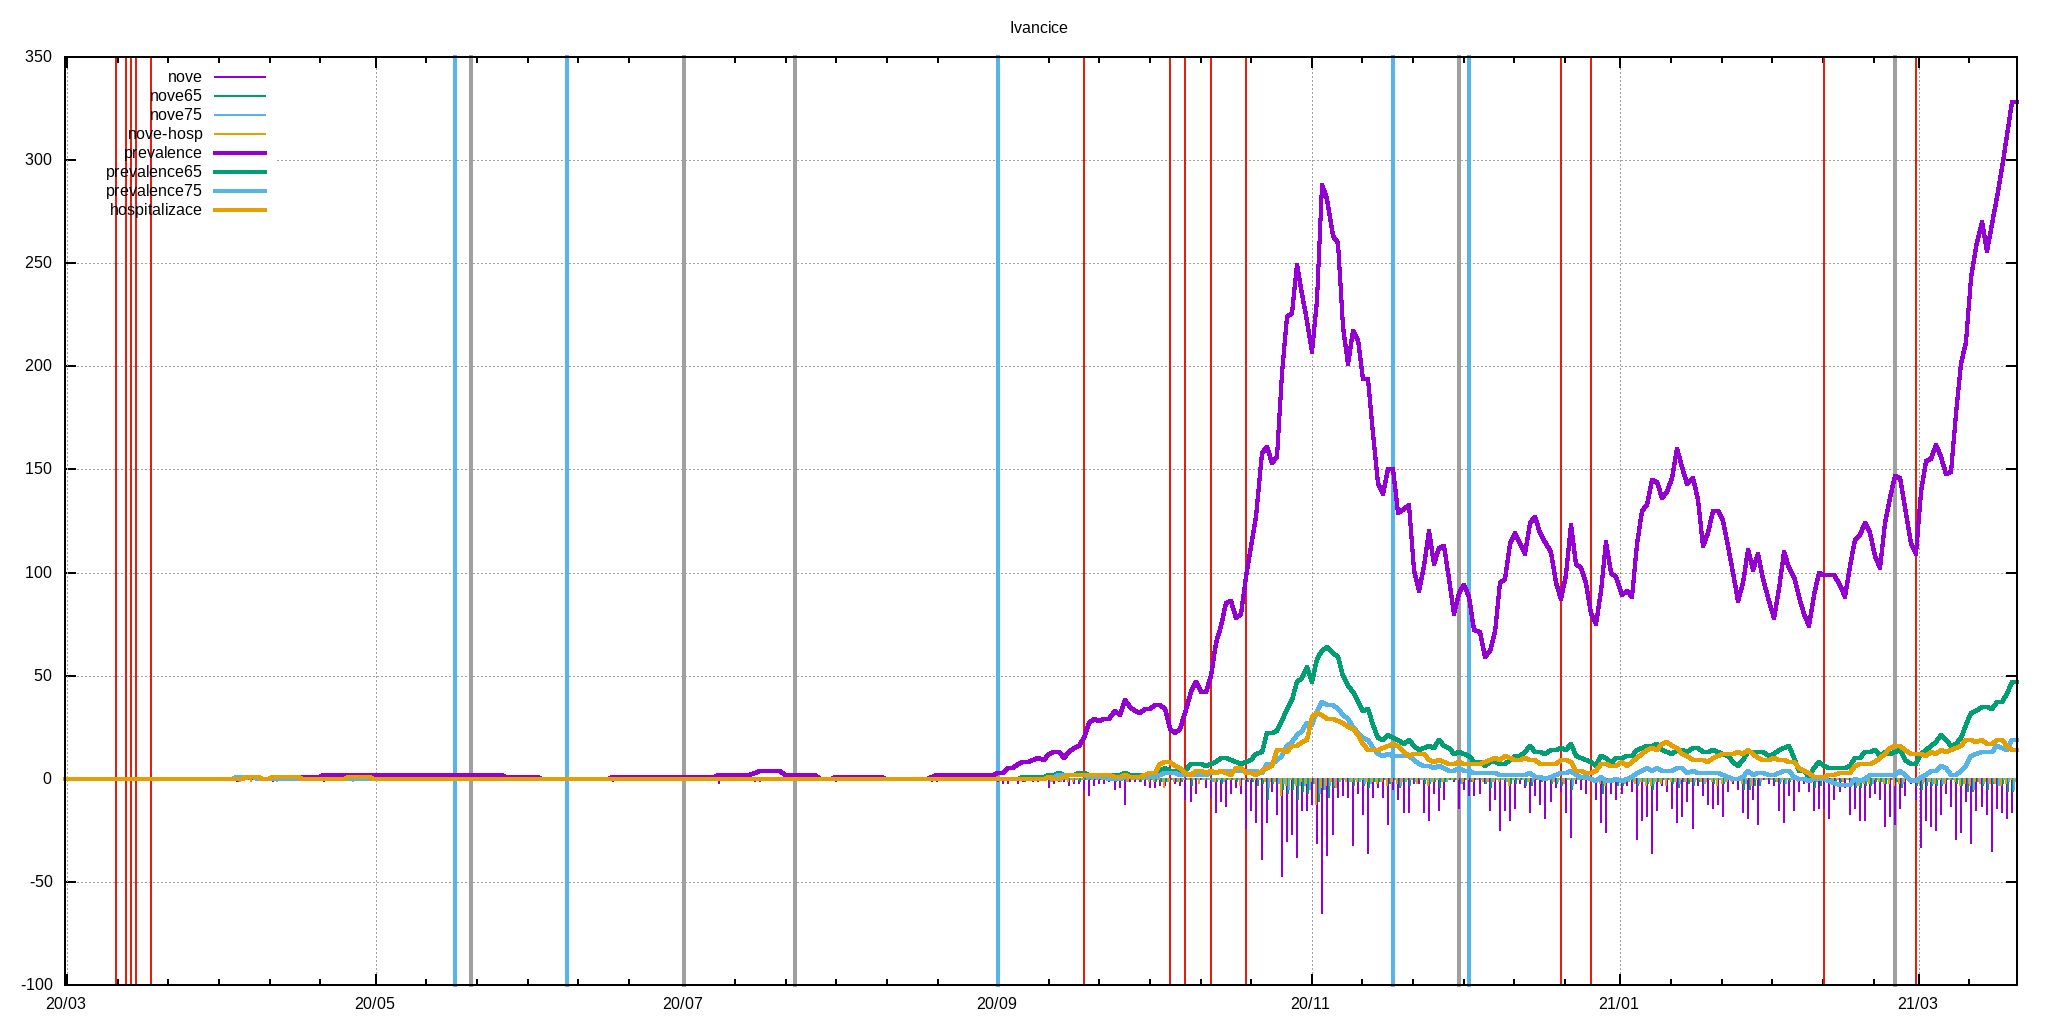 Ivancice
350
300
250
200
150
100
50
0
-50
-100
nove
nove65
nove75
nove-hosp
prevalence
prevalence65
prevalence75
hospitalizace
20/03 20/05 20/07 20/09 20/11 21/01 21/03